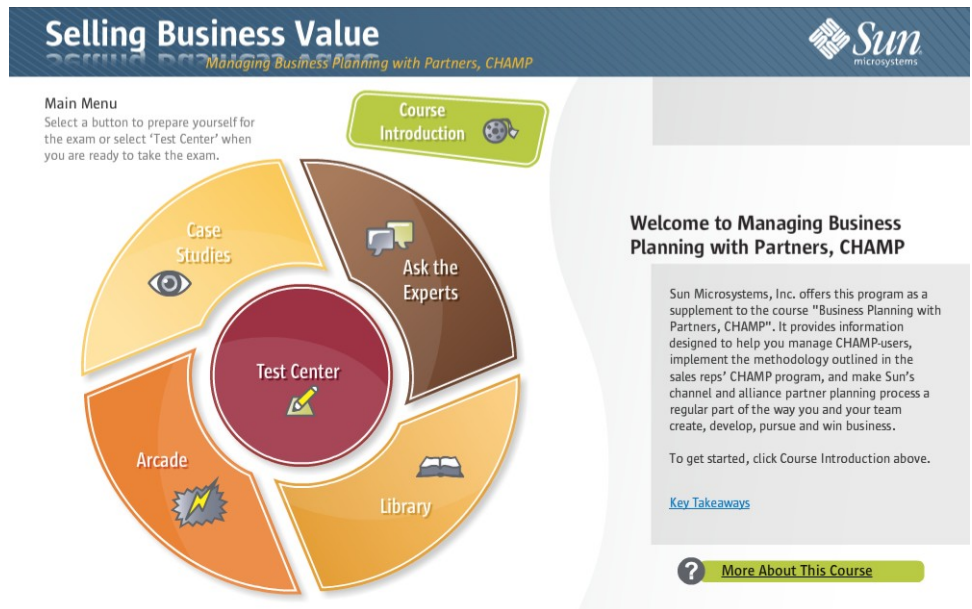 Selling Business Value
Managing Business Planning with Partners, CHAMP
Sun
microsystems
Main Menu
Select a button to prepare yourself for
the exam or select ‘Test Center’ when
you are ready to take the exam.
Course
Introduction
Case
Studies
Ask the
Experts
Test Center
Arcade
Library
Welcome to Managing Business
Planning with Partners, CHAMP
Sun Microsystems, Inc. offers this program as a
supplement to the course "Business Planning with
Partners, CHAMP". It provides information
designed to help you manage CHAMP-users,
implement the methodology outlined in the
sales reps’ CHAMP program, and make Sun’s
channel and alliance partner planning process a
regular part of the way you and your team
create, develop, pursue and win business.
To get started, click Course Introduction above.
Key Takeaways
? More About This Course